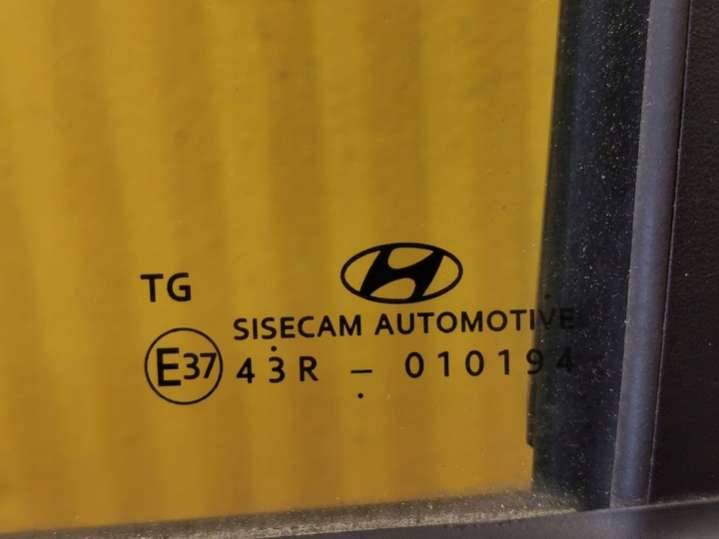 TG
SISECAM AUTOMOTIVE
E37 43R - 010194